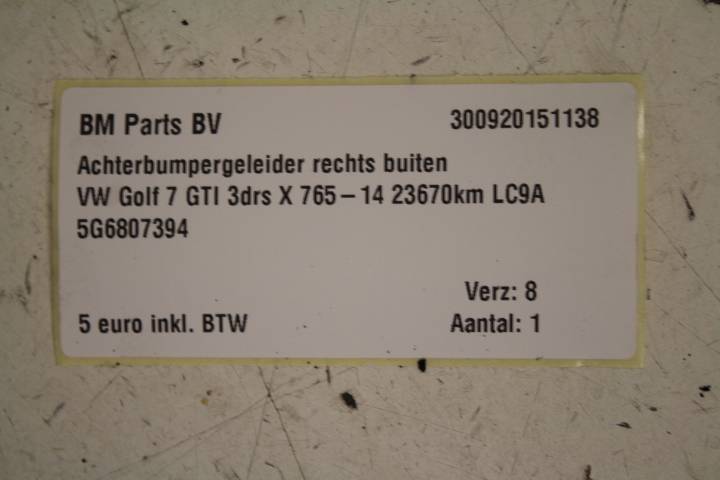 BM Parts BV 300920151138
Achterbumpergeleider rechts buiten
VW Golf 7 GTI 3drs X 765-14 23670km LC9A
5G6807394
Verz: 8
5 euro inkl. BTW Aantal: 1